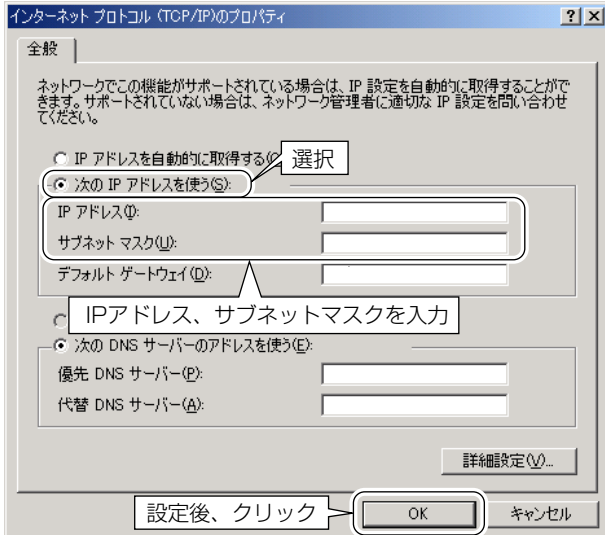 インターネット プロトコル (TCP/IP)のプロパティ
? ×
全般
ネットワークでこの機能がサポートされている場合は、IP 設定を自動的に取得することがで
きます。サポートされていない場合は、ネットワーク管理者に適切な IP 設定を問い合わせ
てください。
IP アドレスを自動的に取得する(O
選択
次の IP アドレスを使う(S):
IP アドレス(I):
サブネット マスク(U):
デフォルト ゲートウェイ(D):
IPアドレス、サブネットマスクを入力
次の DNS サーバーのアドレスを使う(E):
優先 DNS サーバー(P):
代替 DNS サーバー(A):
詳細設定(V)...
設定後、クリック
OK
キャンセル